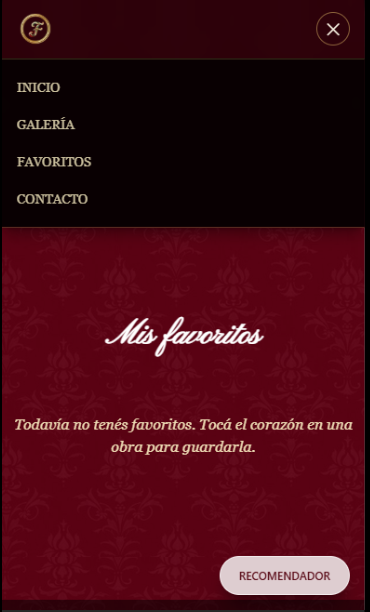 F
INICIO
GALERÍA
FAVORITOS
CONTACTO
Mis favoritos
Todavía no tenés favoritos. Tocá el corazón en una
obra para guardarla.
RECOMENDADOR